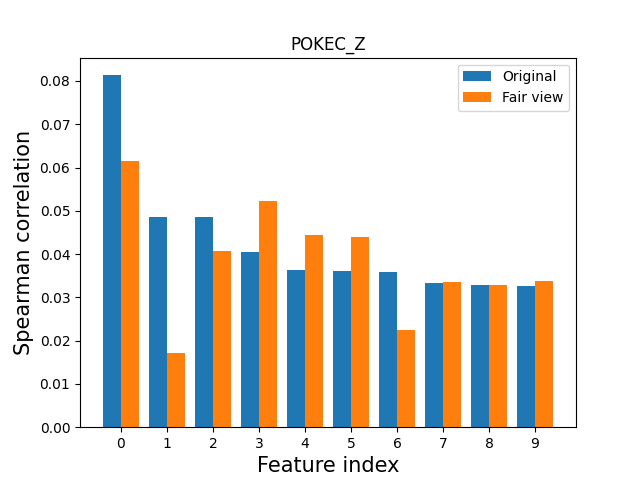 POKEC_Z
Original
Fair view
0.08
0.07
0.06
0.05
0.04
0.03
0.02
0.01
0.00
Spearman correlation
0 1 2 3 4 5 6 7 8 9
Feature index